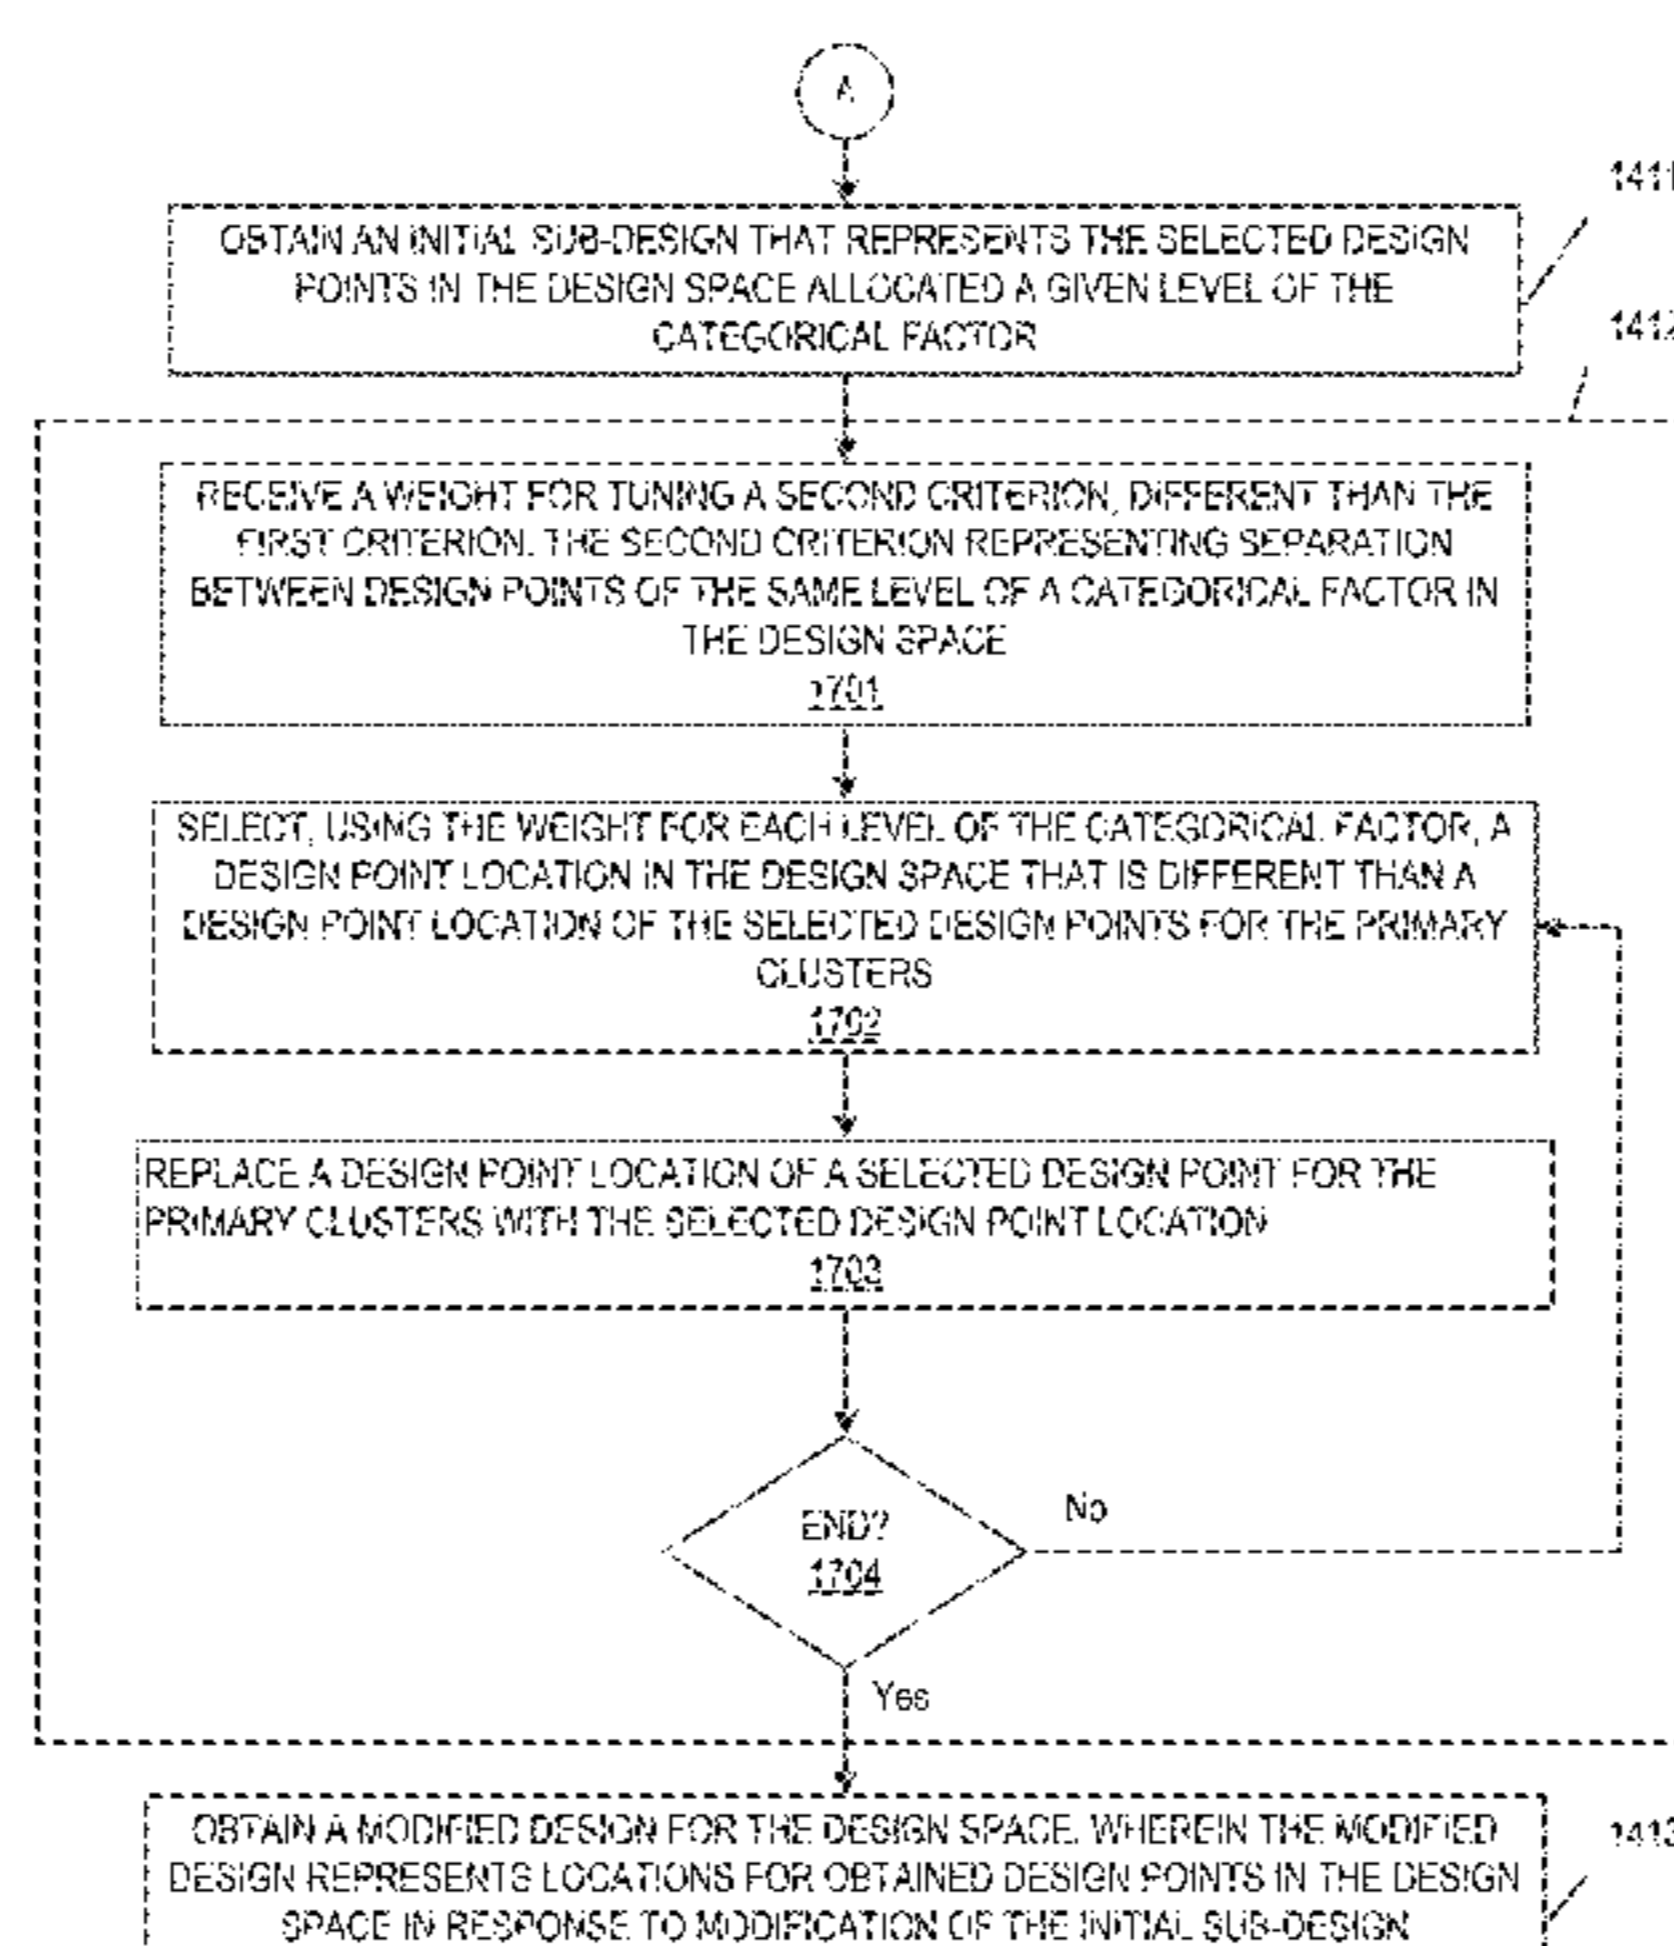 A
1411
OBTAIN AN INITIAL SUB-DESIGN THAT REPRESENTS THE SELECTED DESIGN
POINTS IN THE DESIGN SPACE ALLOCATED A GIVEN LEVEL OF THE
CATEGORICAL FACTOR
1412
RECEIVE A WEIGHT FOR TUNING A SECOND CRITERION, DIFFERENT THAN THE
FIRST CRITERION, THE SECOND CRITERION REPRESENTING SEPARATION
BETWEEN DESIGN POINTS OF THE SAME LEVEL OF A CATEGORICAL FACTOR IN
THE DESIGN SPACE
1701
SELECT, USING THE WEIGHT FOR EACH LEVEL OF THE CATEGORICAL FACTOR, A
DESIGN POINT LOCATION IN THE DESIGN SPACE THAT IS DIFFERENT THAN A
DESIGN POINT LOCATION OF THE SELECTED DESIGN POINTS FOR THE PRIMARY
CLUSTERS
1702
REPLACE A DESIGN POINT LOCATION OF A SELECTED DESIGN POINT FOR THE
PRIMARY CLUSTERS WITH THE SELECTED DESIGN POINT LOCATION
1703
END?
1704
No
Yes
OBTAIN A MODIFIED DESIGN FOR THE DESIGN SPACE, WHEREIN THE MODIFIED
DESIGN REPRESENTS LOCATIONS FOR OBTAINED DESIGN POINTS IN THE DESIGN
SPACE IN RESPONSE TO MODIFICATION OF THE INITIAL SUB-DESIGN
1413